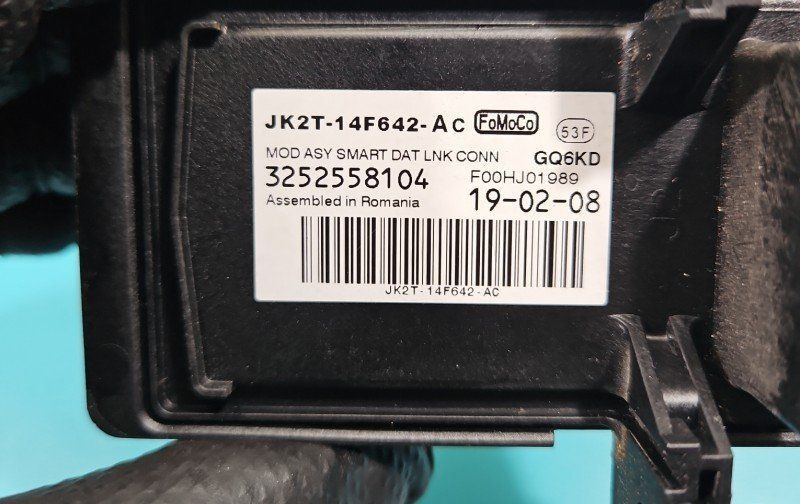 JK2T-14F642-AC FoMoCo 53F
MOD ASY SMART DAT LNK CONN GQ6KD
3252558104 F00HJ01989
Assembled in Romania 19-02-08
JK2T-14F642-AC